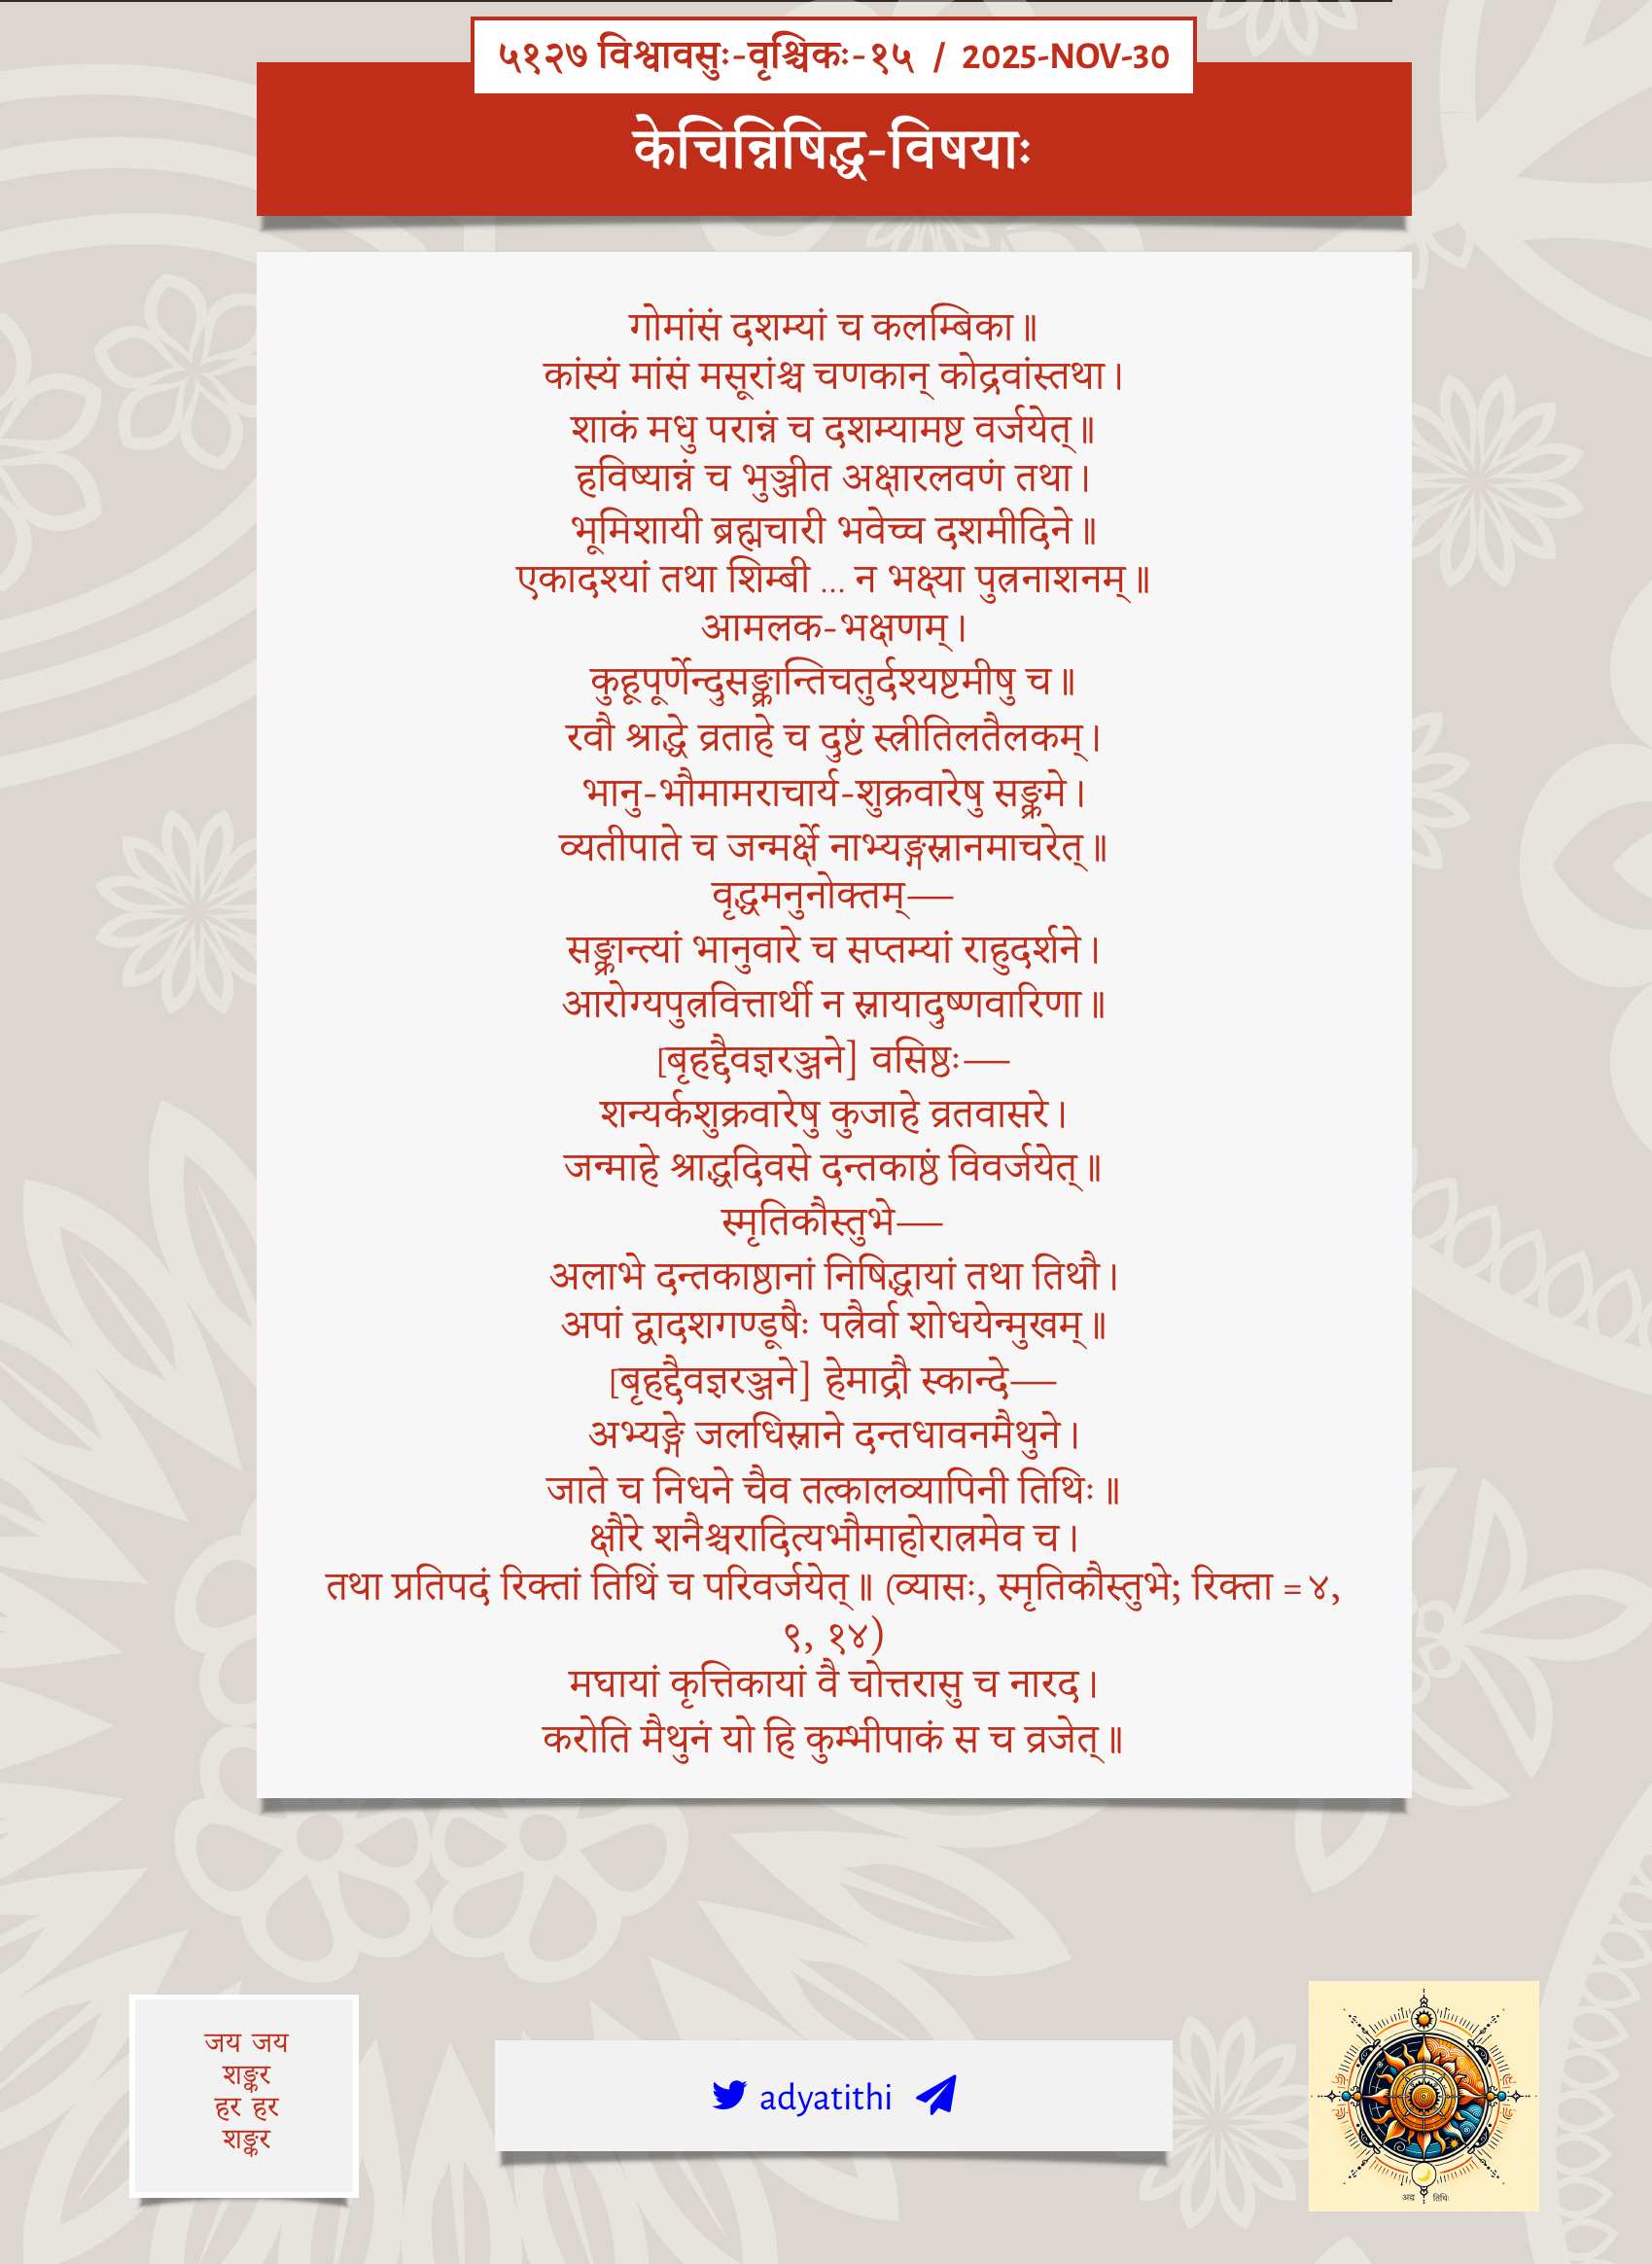 ५१२७ विश्वावसुः-वृश्चिकः-१५ / 2025-NOV-30
केचिन्निषिद्ध-विषयाः
गोमांसं दशम्यां च कलम्बिका॥
कांस्यं मांसं मसूरांश्च चणकान् कोद्रवांस्तथा।
शाकं मधु परान्नं च दशम्यामष्ट वर्जयेत्॥
हविष्यान्नं च भुञ्जीत अक्षारलवणं तथा।
भूमिशायी ब्रह्मचारी भवेच्च दशमीदिने॥
एकादश्यां तथा शिम्बी ... न भक्ष्या पुत्रनाशनम्॥
आमलक-भक्षणम्।
कुहूपूर्णेन्दुसङ्क्रान्तिचतुर्दश्यष्टमीषु च॥
रवौ श्राद्धे व्रताहे च दुष्टं स्त्रीतिलतैलकम्।
भानु-भौमामराचार्य-शुक्रवारेषु सङ्क्रमे।
व्यतीपाते च जन्मर्क्षे नाभ्यङ्गस्नानमाचरेत्॥
वृद्धमनुनोक्तम्—
सङ्क्रान्त्यां भानुवारे च सप्तम्यां राहुदर्शने।
आरोग्यपुत्रवित्तार्थी न स्नायादुष्णवारिणा॥
[बृहद्दैवज्ञरञ्जने] वसिष्ठः—
शन्यर्कशुक्रवारेषु कुजाहे व्रतवासरे।
जन्माहे श्राद्धदिवसे दन्तकाष्ठं विवर्जयेत्॥
स्मृतिकौस्तुभे—
अलाभे दन्तकाष्ठानां निषिद्धायां तथा तिथौ।
अपां द्वादशगण्डूषैः पत्रैर्वा शोधयेन्मुखम्॥
[बृहद्दैवज्ञरञ्जने] हेमाद्रौ स्कान्दे—
अभ्यङ्गे जलधिस्नाने दन्तधावनमैथुने।
जाते च निधने चैव तत्कालव्यापिनी तिथिः॥
क्षौरे शनैश्चरादित्यभौमाहोरात्रमेव च।
तथा प्रतिपदं रिक्तां तिथिं च परिवर्जयेत्॥ (व्यासः, स्मृतिकौस्तुभे; रिक्ता = ४,
९, १४)
मघायां कृत्तिकायां वै चोत्तरासु च नारद।
करोति मैथुनं यो हि कुम्भीपाकं स च व्रजेत्॥
जय जय
शङ्कर
हर हर
शङ्कर
adyatithi
अद्य तिथिः